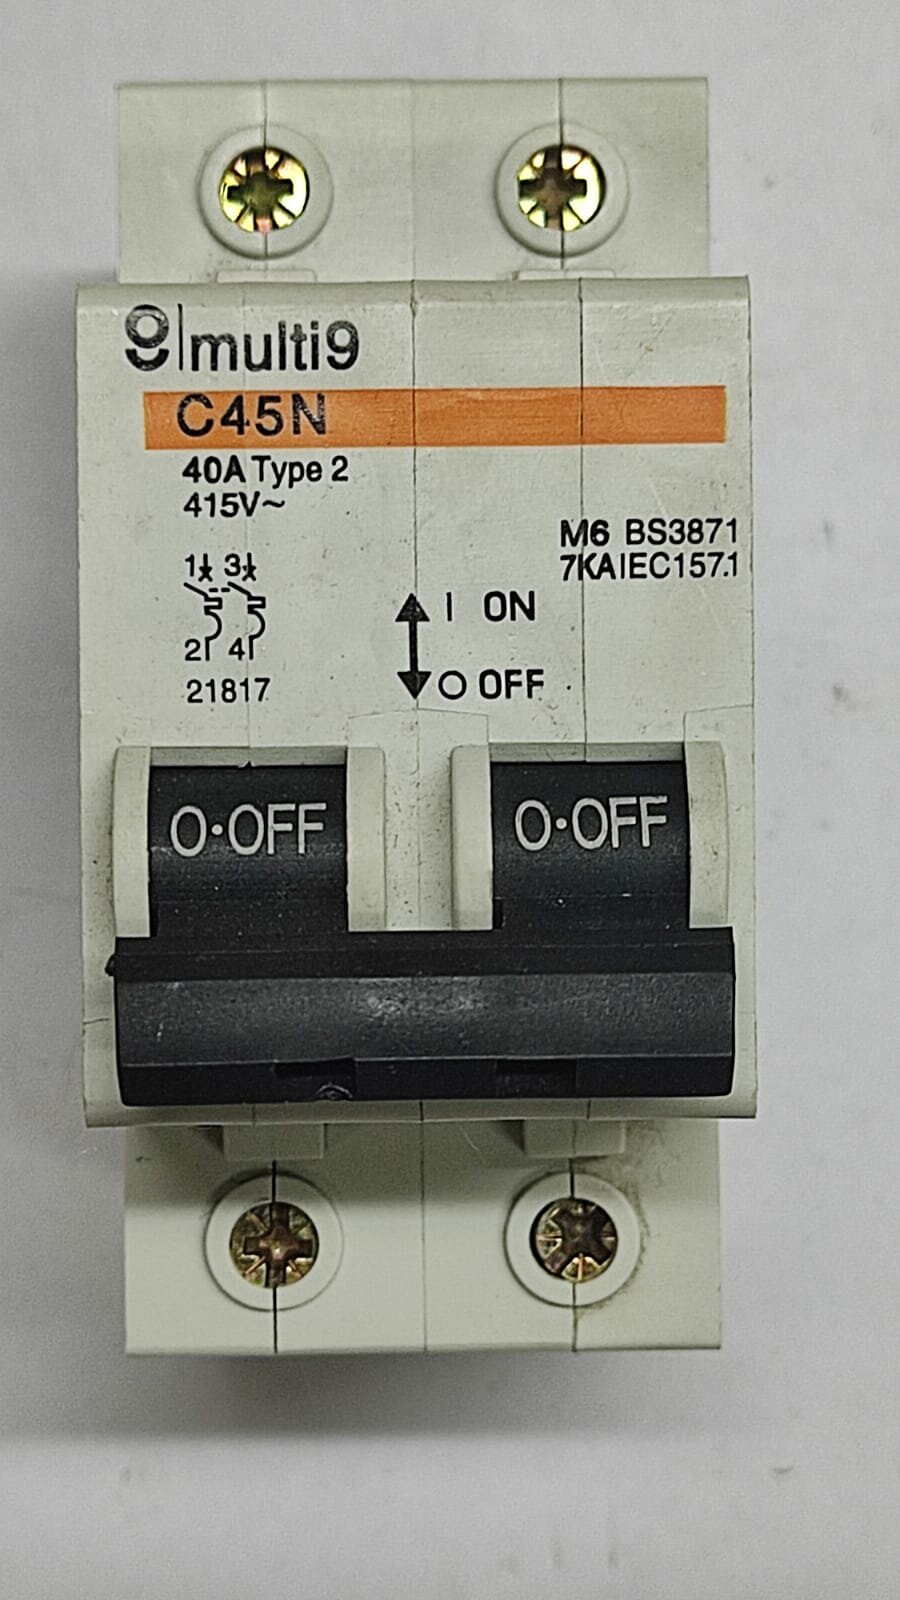 multi9
C45N
40A Type 2
415V~
M6 BS3871
7KA IEC157.1
1 3
2 4
21817
I ON
O OFF
O·OFF O·OFF